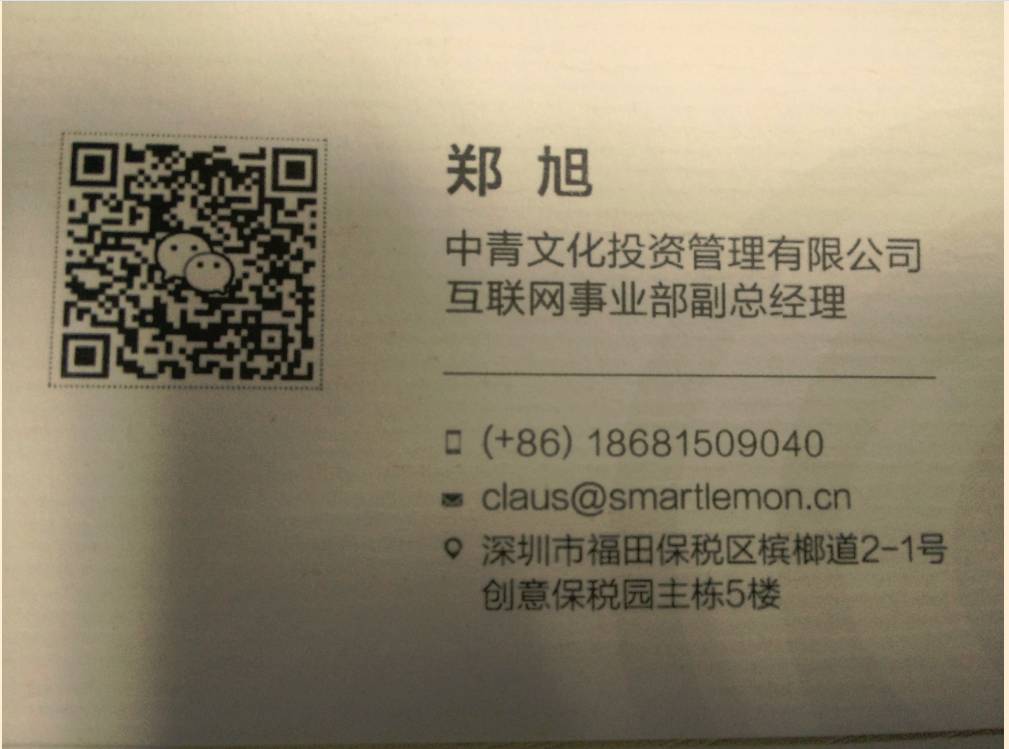 郑 旭
中青文化投资管理有限公司
互联网事业部副总经理
(+86) 18681509040
claus@smartlemon.cn
深圳市福田保税区槟榔道2-1号
创意保税园主栋5楼